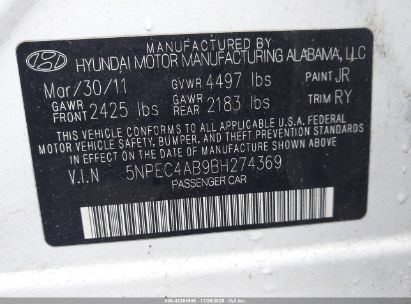 MFD BY
HYUNDAI MOTOR MANUFACTURING ALABAMA, LLC
Mar/30/11 GVWR 4497 lbs PAINT JR
GAWR FRONT 2425 lbs GAWR REAR 2183 lbs TRIM RY
THIS VEHICLE CONFORMS TO ALL APPLICABLE U.S.A. FEDERAL
MOTOR VEHICLE SAFETY, BUMPER, AND THEFT PREVENTION
STANDARDS IN EFFECT ON THE DATE OF MANUFACTURE SHOWN ABOVE.
V.I.N 5NPEC4AB9BH274369
PASSENGER CAR